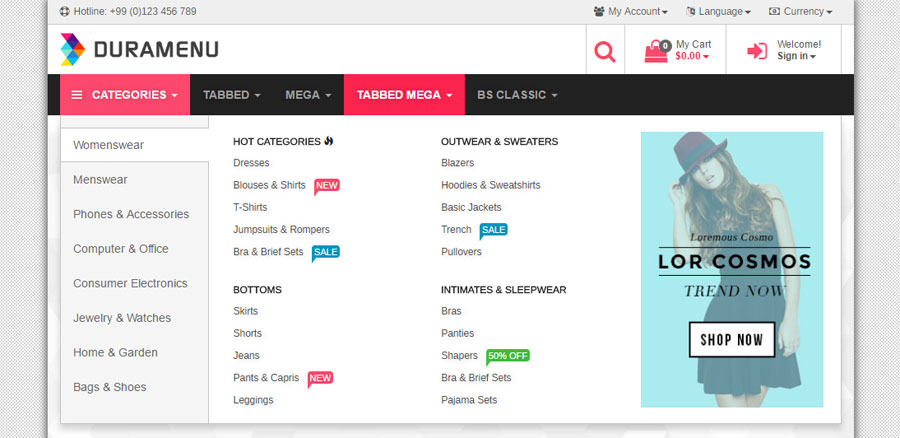 Hotline: +99 (0)123 456 789
My Account
Language
Currency
DURAMENU
0
My Cart
$0.00
Welcome!
Sign in
CATEGORIES
TABBED
MEGA
TABBED MEGA
BS CLASSIC
Womenswear
Menswear
Phones & Accessories
Computer & Office
Consumer Electronics
Jewelry & Watches
Home & Garden
Bags & Shoes
HOT CATEGORIES
Dresses
Blouses & Shirts NEW
T-Shirts
Jumpsuits & Rompers
Bra & Brief Sets SALE
BOTTOMS
Skirts
Shorts
Jeans
Pants & Capris NEW
Leggings
OUTWEAR & SWEATERS
Blazers
Hoodies & Sweatshirts
Basic Jackets
Trench SALE
Pullovers
INTIMATES & SLEEPWEAR
Bras
Panties
Shapers 50% OFF
Bra & Brief Sets
Pajama Sets
Loremous Cosmo
LOR COSMOS
TREND NOW
SHOP NOW